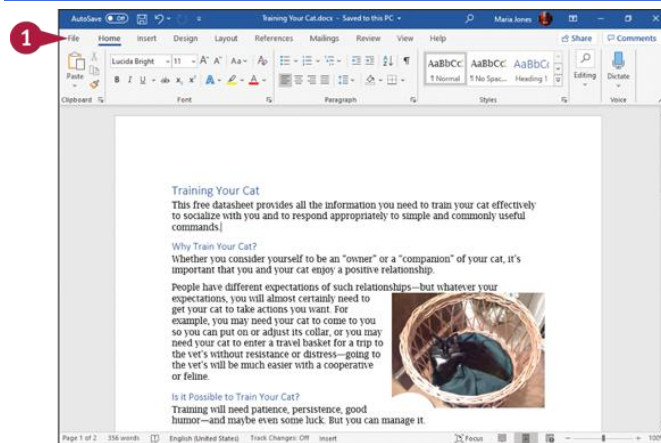 AutoSave Off Training Your Cat.docx - Saved to this PC Maria Jones
1
File Home Insert Design Layout References Mailings Review View Help Share Comments
Paste
Lucida Bright 11 A A Aa A
B I U ab x, x² A A
AaBbCc AaBbCc AaBbCc
¶ Normal ¶ No Spac... Heading 1
Editing Dictate
Clipboard Font Paragraph Styles Voice
Training Your Cat
This free datasheet provides all the information you need to train your cat effectively
to socialize with you and to respond appropriately to simple and commonly useful
commands.
Why Train Your Cat?
Whether you consider yourself to be an "owner" or a "companion" of your cat, it's
important that you and your cat enjoy a positive relationship.
People have different expectations of such relationships—but whatever your
expectations, you will almost certainly need to
get your cat to take actions you want. For
example, you may need your cat to come to you
so you can put on or adjust its collar, or you may
need your cat to enter a travel basket for a trip to
the vet's without resistance or distress—going to
the vet's will be much easier with a cooperative
or feline.
Is it Possible to Train Your Cat?
Training will need patience, persistence, good
humor—and maybe even some luck. But you can manage it.
Page 1 of 2 356 words English (United States) Track Changes: Off Insert Focus 100%